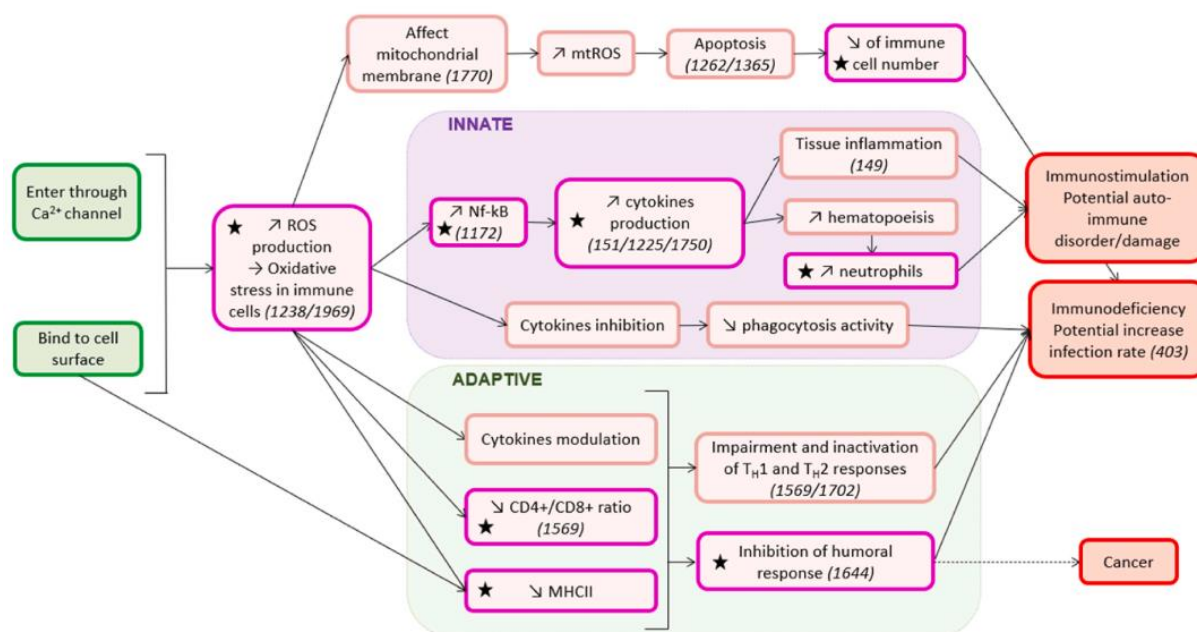 Affect
mitochondrial
membrane (1770)
↗ mtROS
Apoptosis
(1262/1365)
↘ of immune
★ cell number
INNATE
Enter through
Ca²⁺ channel
Bind to cell
surface
★ ↗ ROS
production
→ Oxidative
stress in immune
cells (1238/1969)
↗ Nf-kB
★ (1172)
↗ cytokines
★ production
(151/1225/1750)
Tissue inflammation
(149)
↗ hematopoeisis
★ ↗ neutrophils
Cytokines inhibition
↘ phagocytosis activity
Immunostimulation
Potential auto-
immune
disorder/damage
Immunodeficiency
Potential increase
infection rate (403)
ADAPTIVE
Cytokines modulation
↘ CD4+/CD8+ ratio
★ (1569)
★ ↘ MHCII
Impairment and inactivation
of TH1 and TH2 responses
(1569/1702)
★ Inhibition of humoral
response (1644)
Cancer